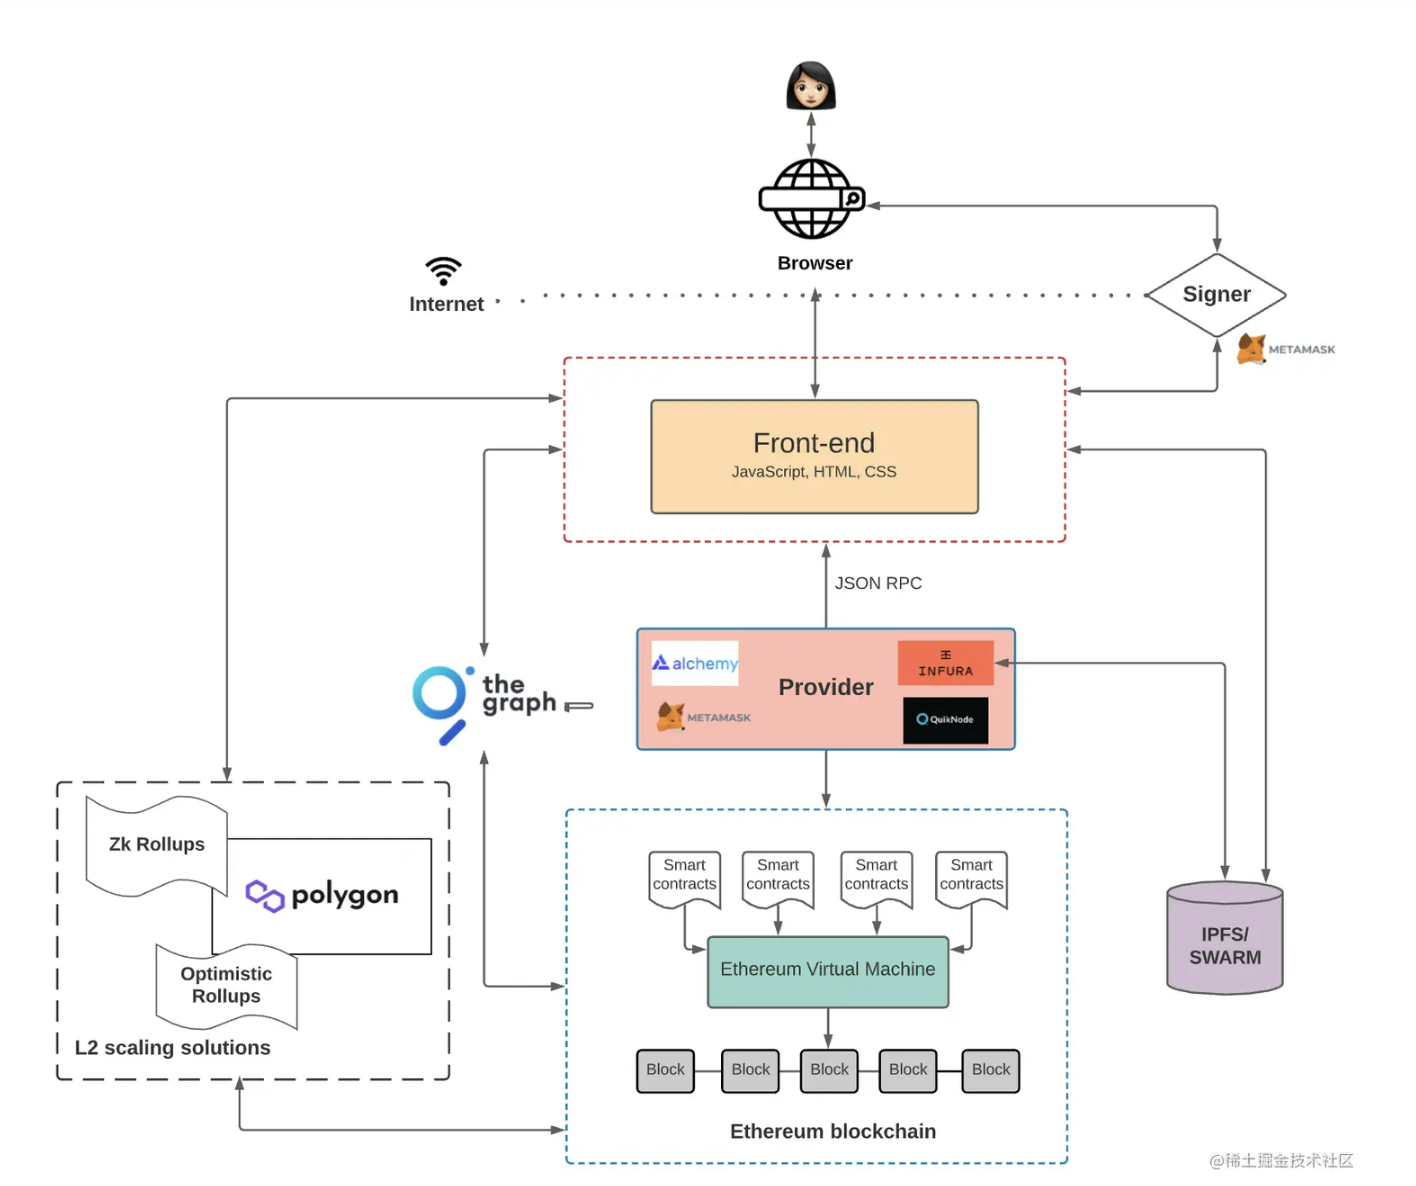 Browser
Internet
Signer
METAMASK
Front-end
JavaScript, HTML, CSS
JSON RPC
alchemy
INFURA
Provider
METAMASK
QuikNode
the
graph
Zk Rollups
polygon
Optimistic
Rollups
L2 scaling solutions
Smart
contracts
Smart
contracts
Smart
contracts
Smart
contracts
Ethereum Virtual Machine
Block
Block
Block
Block
Block
Ethereum blockchain
IPFS/
SWARM
@稀土掘金技术社区